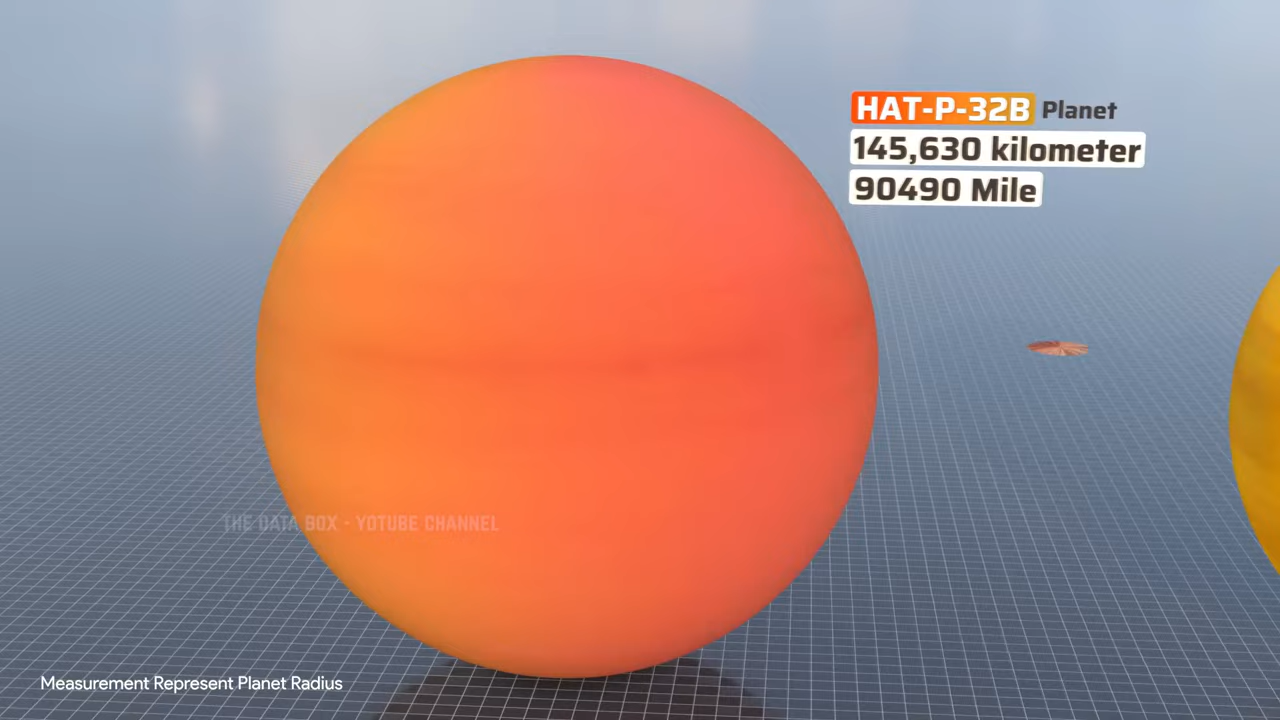 HAT-P-32B Planet
145,630 kilometer
90490 Mile
THE DATA BOX - YOTUBE CHANNEL
Measurement Represent Planet Radius